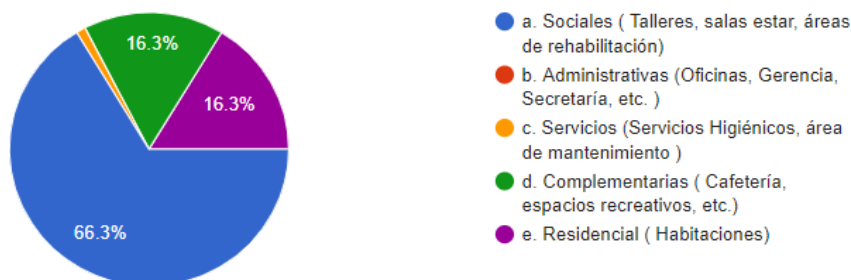 16.3%
16.3%
66.3%
a. Sociales ( Talleres, salas estar, áreas
de rehabilitación)
b. Administrativas (Oficinas, Gerencia,
Secretaría, etc. )
c. Servicios (Servicios Higiénicos, área
de mantenimiento )
d. Complementarias ( Cafetería,
espacios recreativos, etc.)
e. Residencial ( Habitaciones)